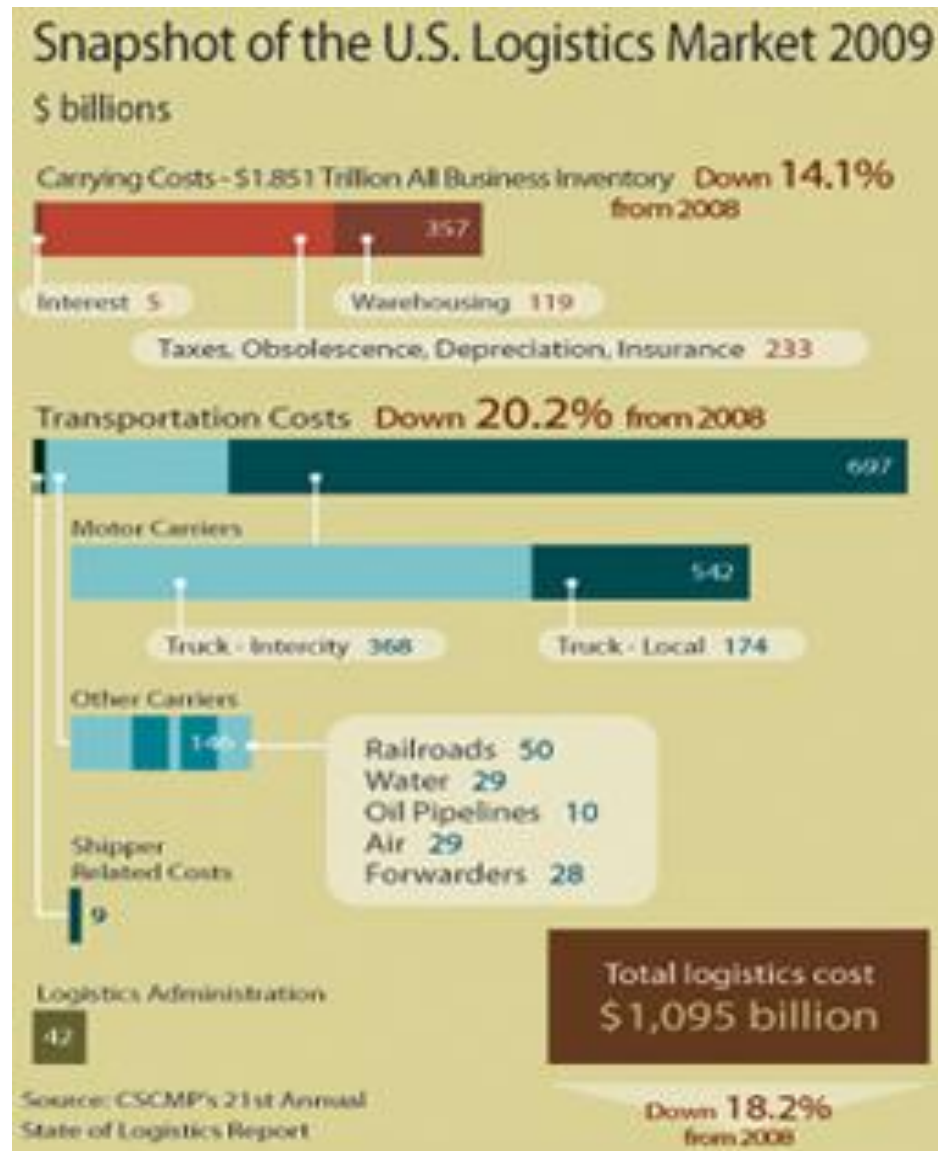 Snapshot of the U.S. Logistics Market 2009
$ billions
Carrying Costs - $1.851 Trillion All Business Inventory Down 14.1%
from 2008
357
Interest 5
Warehousing 119
Taxes, Obsolescence, Depreciation, Insurance 233
Transportation Costs Down 20.2% from 2008
697
Motor Carriers
542
Truck - Intercity 368
Truck - Local 174
Other Carriers
146
Railroads 50
Water 29
Oil Pipelines 10
Air 29
Forwarders 28
Shipper
Related Costs
9
Logistics Administration
42
Total logistics cost
$1,095 billion
Down 18.2%
from 2008
Source: CSCMP's 21st Annual
State of Logistics Report